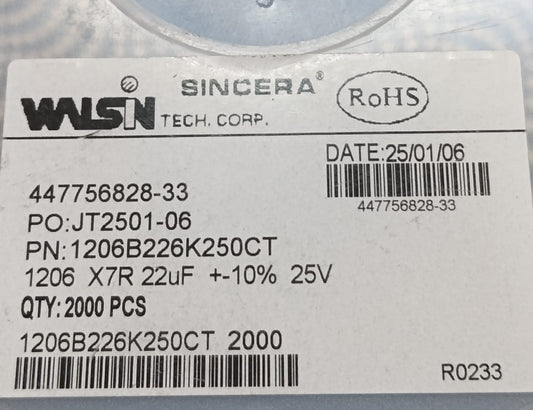 SINCERA®
WALSIN TECH. CORP.
RoHS
DATE:25/01/06
447756828-33
447756828-33
PO:JT2501-06
PN:1206B226K250CT
1206 X7R 22uF +-10% 25V
QTY: 2000 PCS
1206B226K250CT 2000
R0233